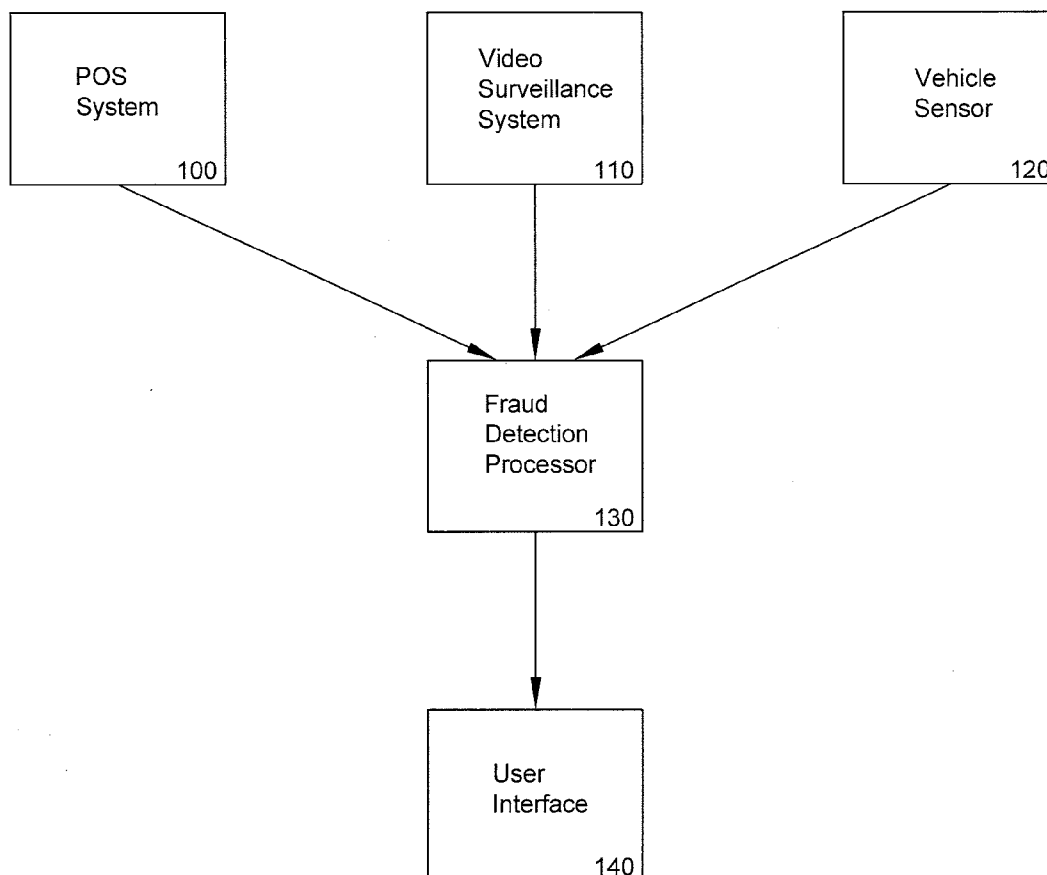 POS
System
100
Video
Surveillance
System
110
Vehicle
Sensor
120
Fraud
Detection
Processor
130
User
Interface
140